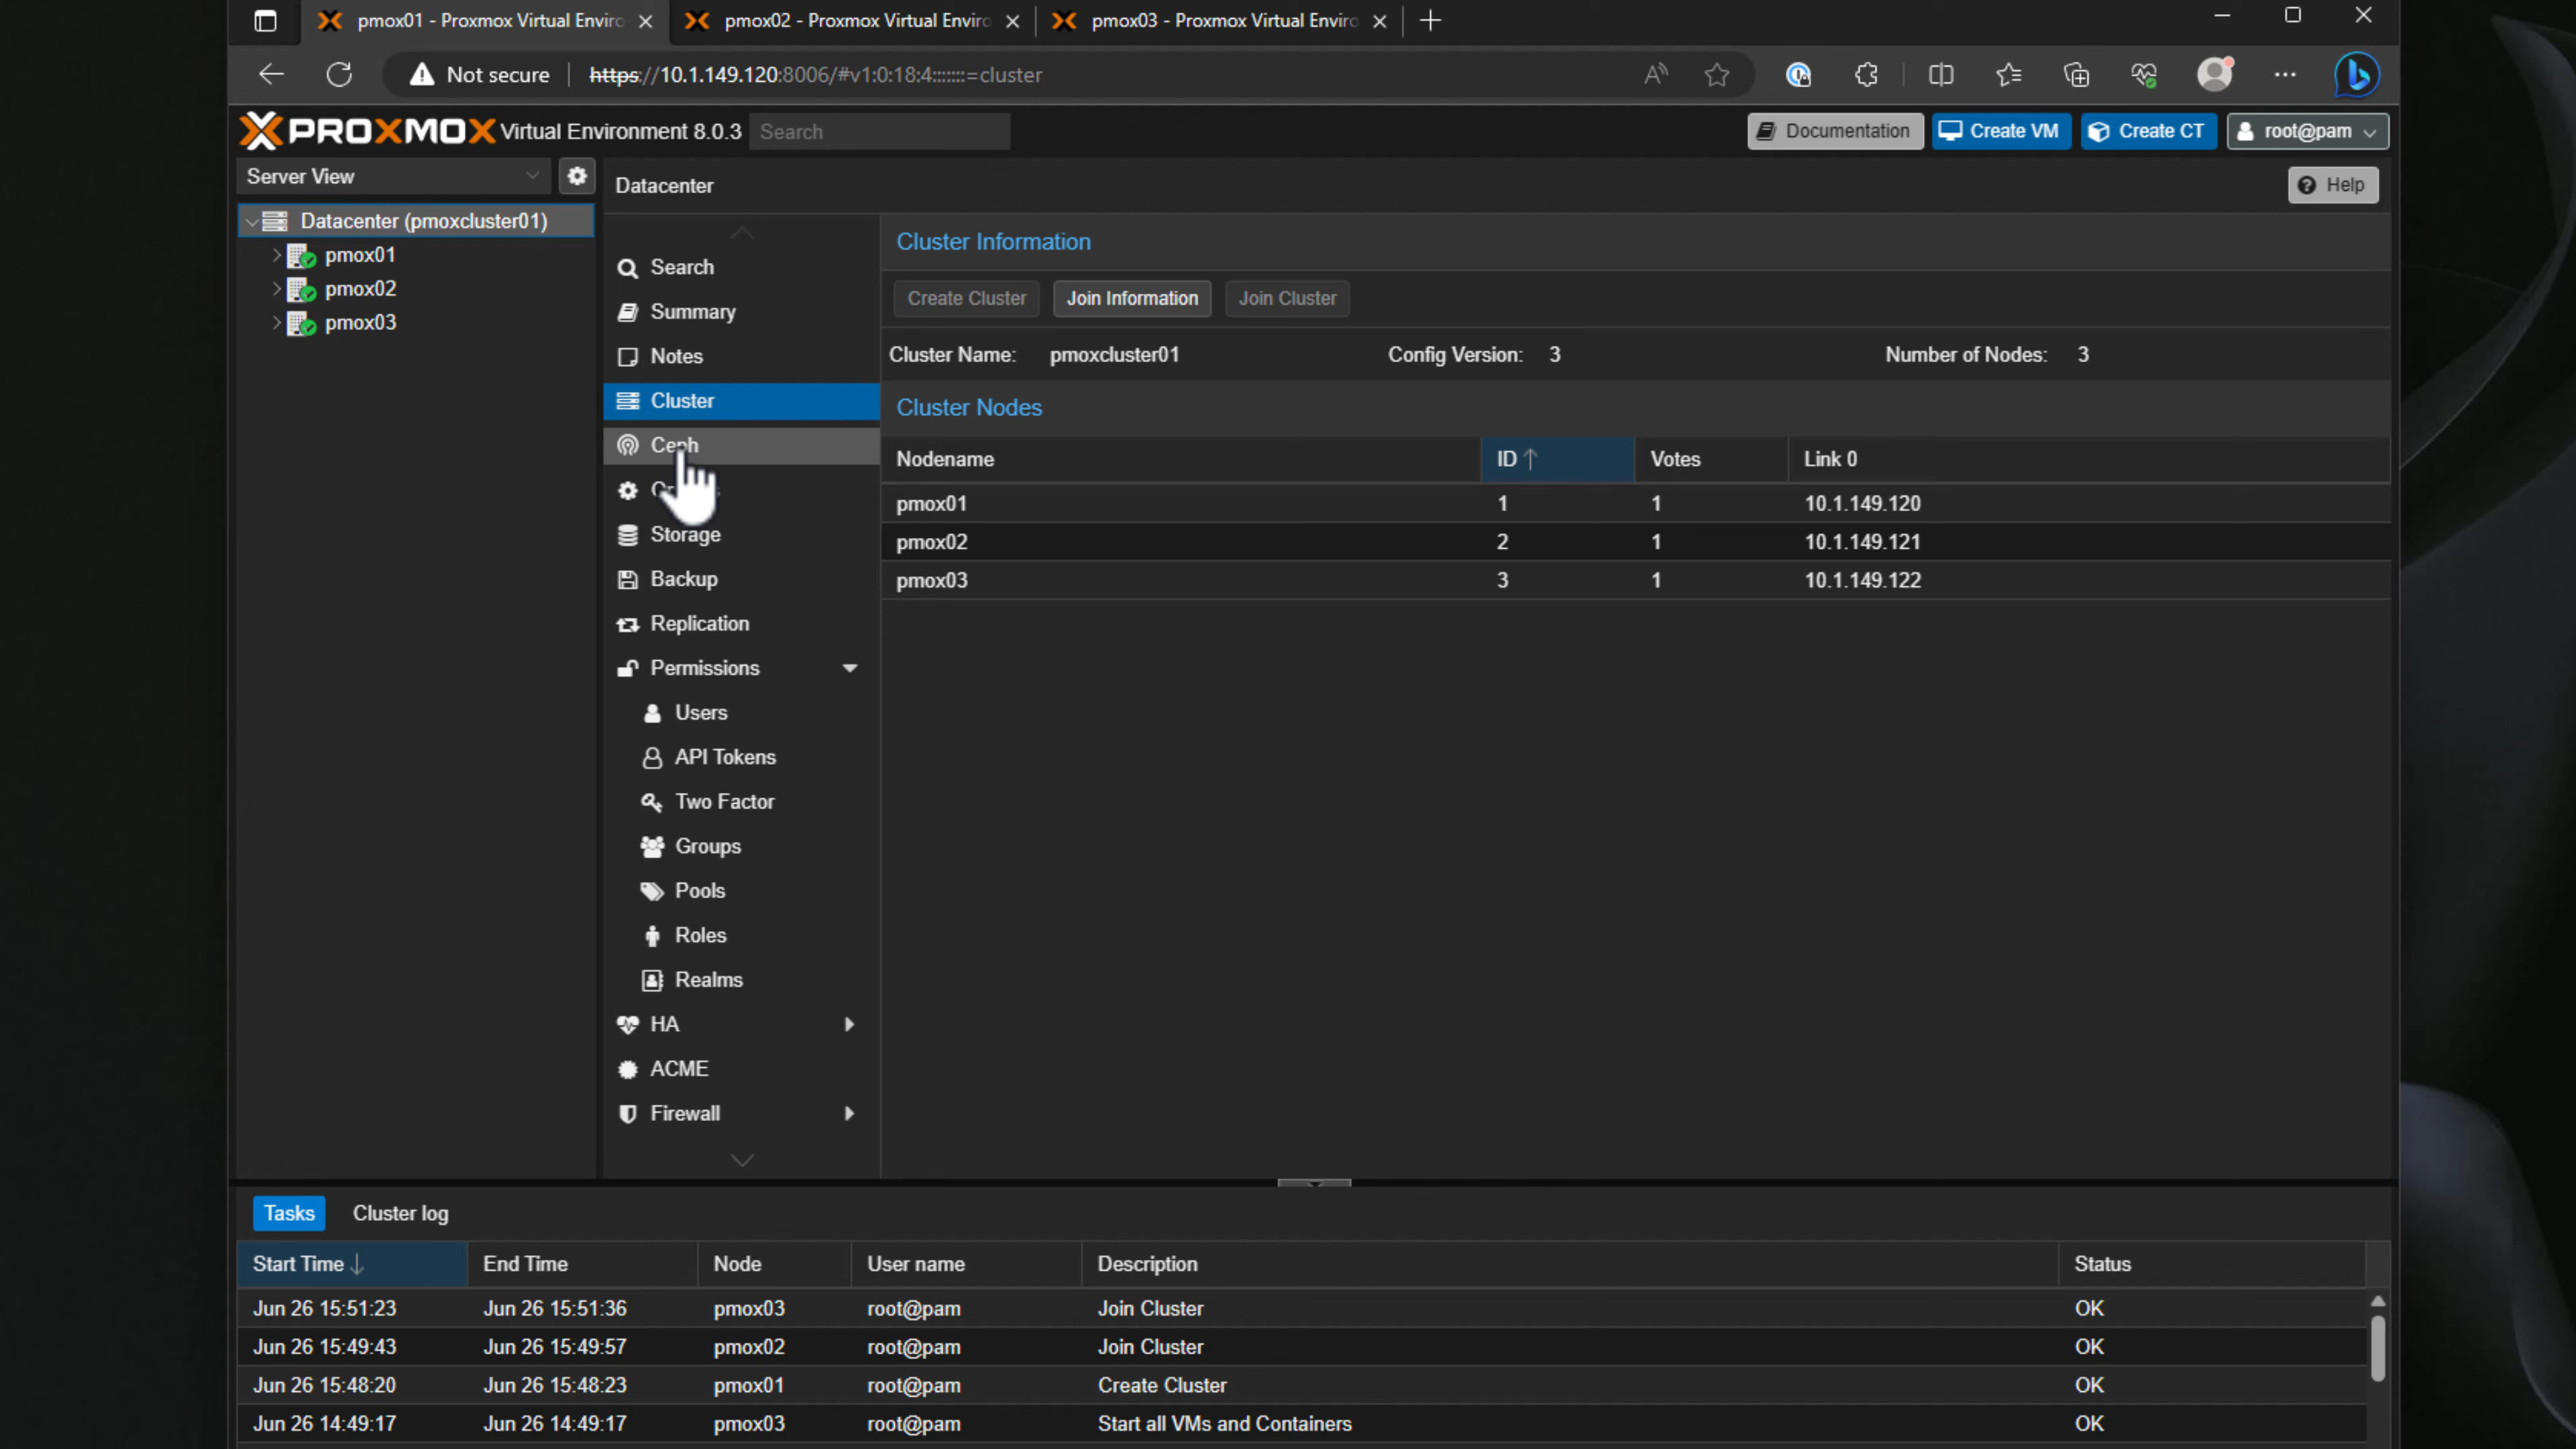 pmox01 - Proxmox Virtual Enviro
pmox02 - Proxmox Virtual Enviro
pmox03 - Proxmox Virtual Enviro
Not secure
https://10.1.149.120:8006/#v1:0:18:4:::::::=cluster
PROXMOX Virtual Environment 8.0.3
Search
Documentation
Create VM
Create CT
root@pam
Server View
Datacenter
Help
Datacenter (pmoxcluster01)
pmox01
pmox02
pmox03
Search
Summary
Notes
Cluster
Ceph
Storage
Backup
Replication
Permissions
Users
API Tokens
Two Factor
Groups
Pools
Roles
Realms
HA
ACME
Firewall
Cluster Information
Create Cluster
Join Information
Join Cluster
Cluster Name: pmoxcluster01
Config Version: 3
Number of Nodes: 3
Cluster Nodes
Nodename ID Votes Link 0
pmox01 1 1 10.1.149.120
pmox02 2 1 10.1.149.121
pmox03 3 1 10.1.149.122
Tasks
Cluster log
Start Time End Time Node User name Description Status
Jun 26 15:51:23 Jun 26 15:51:36 pmox03 root@pam Join Cluster OK
Jun 26 15:49:43 Jun 26 15:49:57 pmox02 root@pam Join Cluster OK
Jun 26 15:48:20 Jun 26 15:48:23 pmox01 root@pam Create Cluster OK
Jun 26 14:49:17 Jun 26 14:49:17 pmox03 root@pam Start all VMs and Containers OK